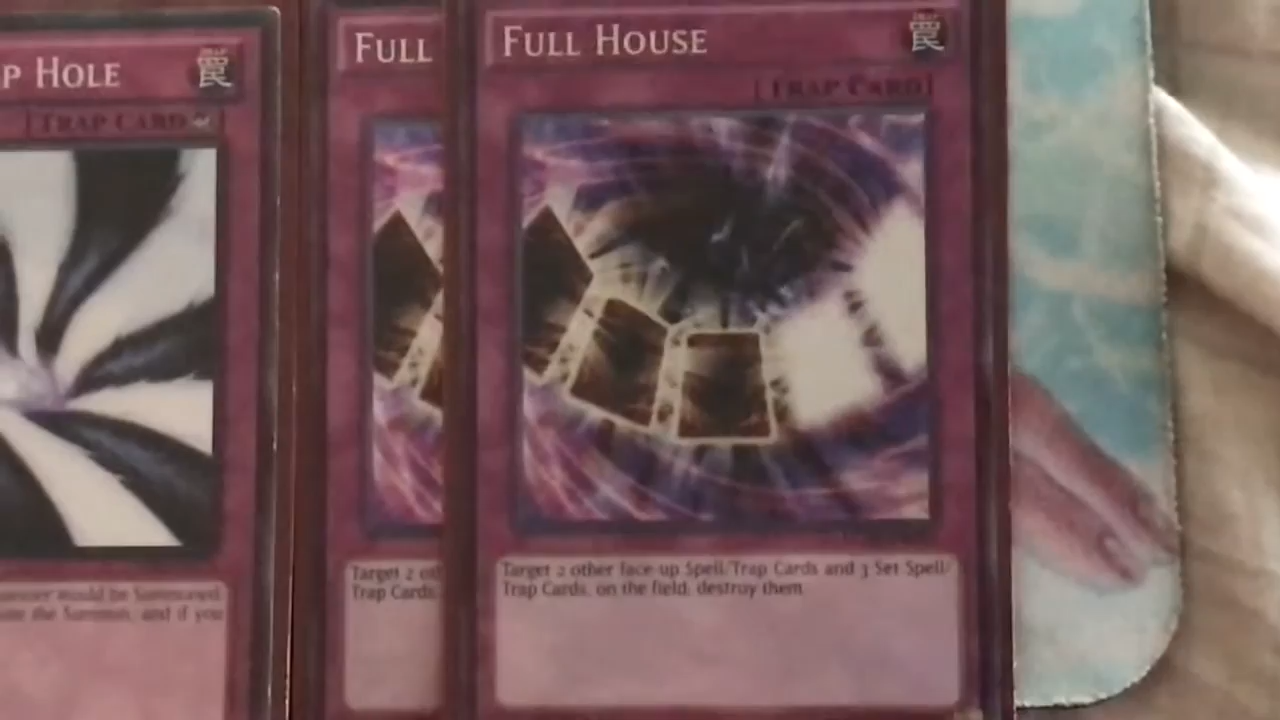 P HOLE
罠
TRAP CARD
would be Summoned
the Summon, and if you
FULL
Target 2
Trap Cards
FULL HOUSE
罠
[TRAP CARD]
Target 2 other face-up Spell/Trap Cards and 3 Set Spell/
Trap Cards, on the field; destroy them.